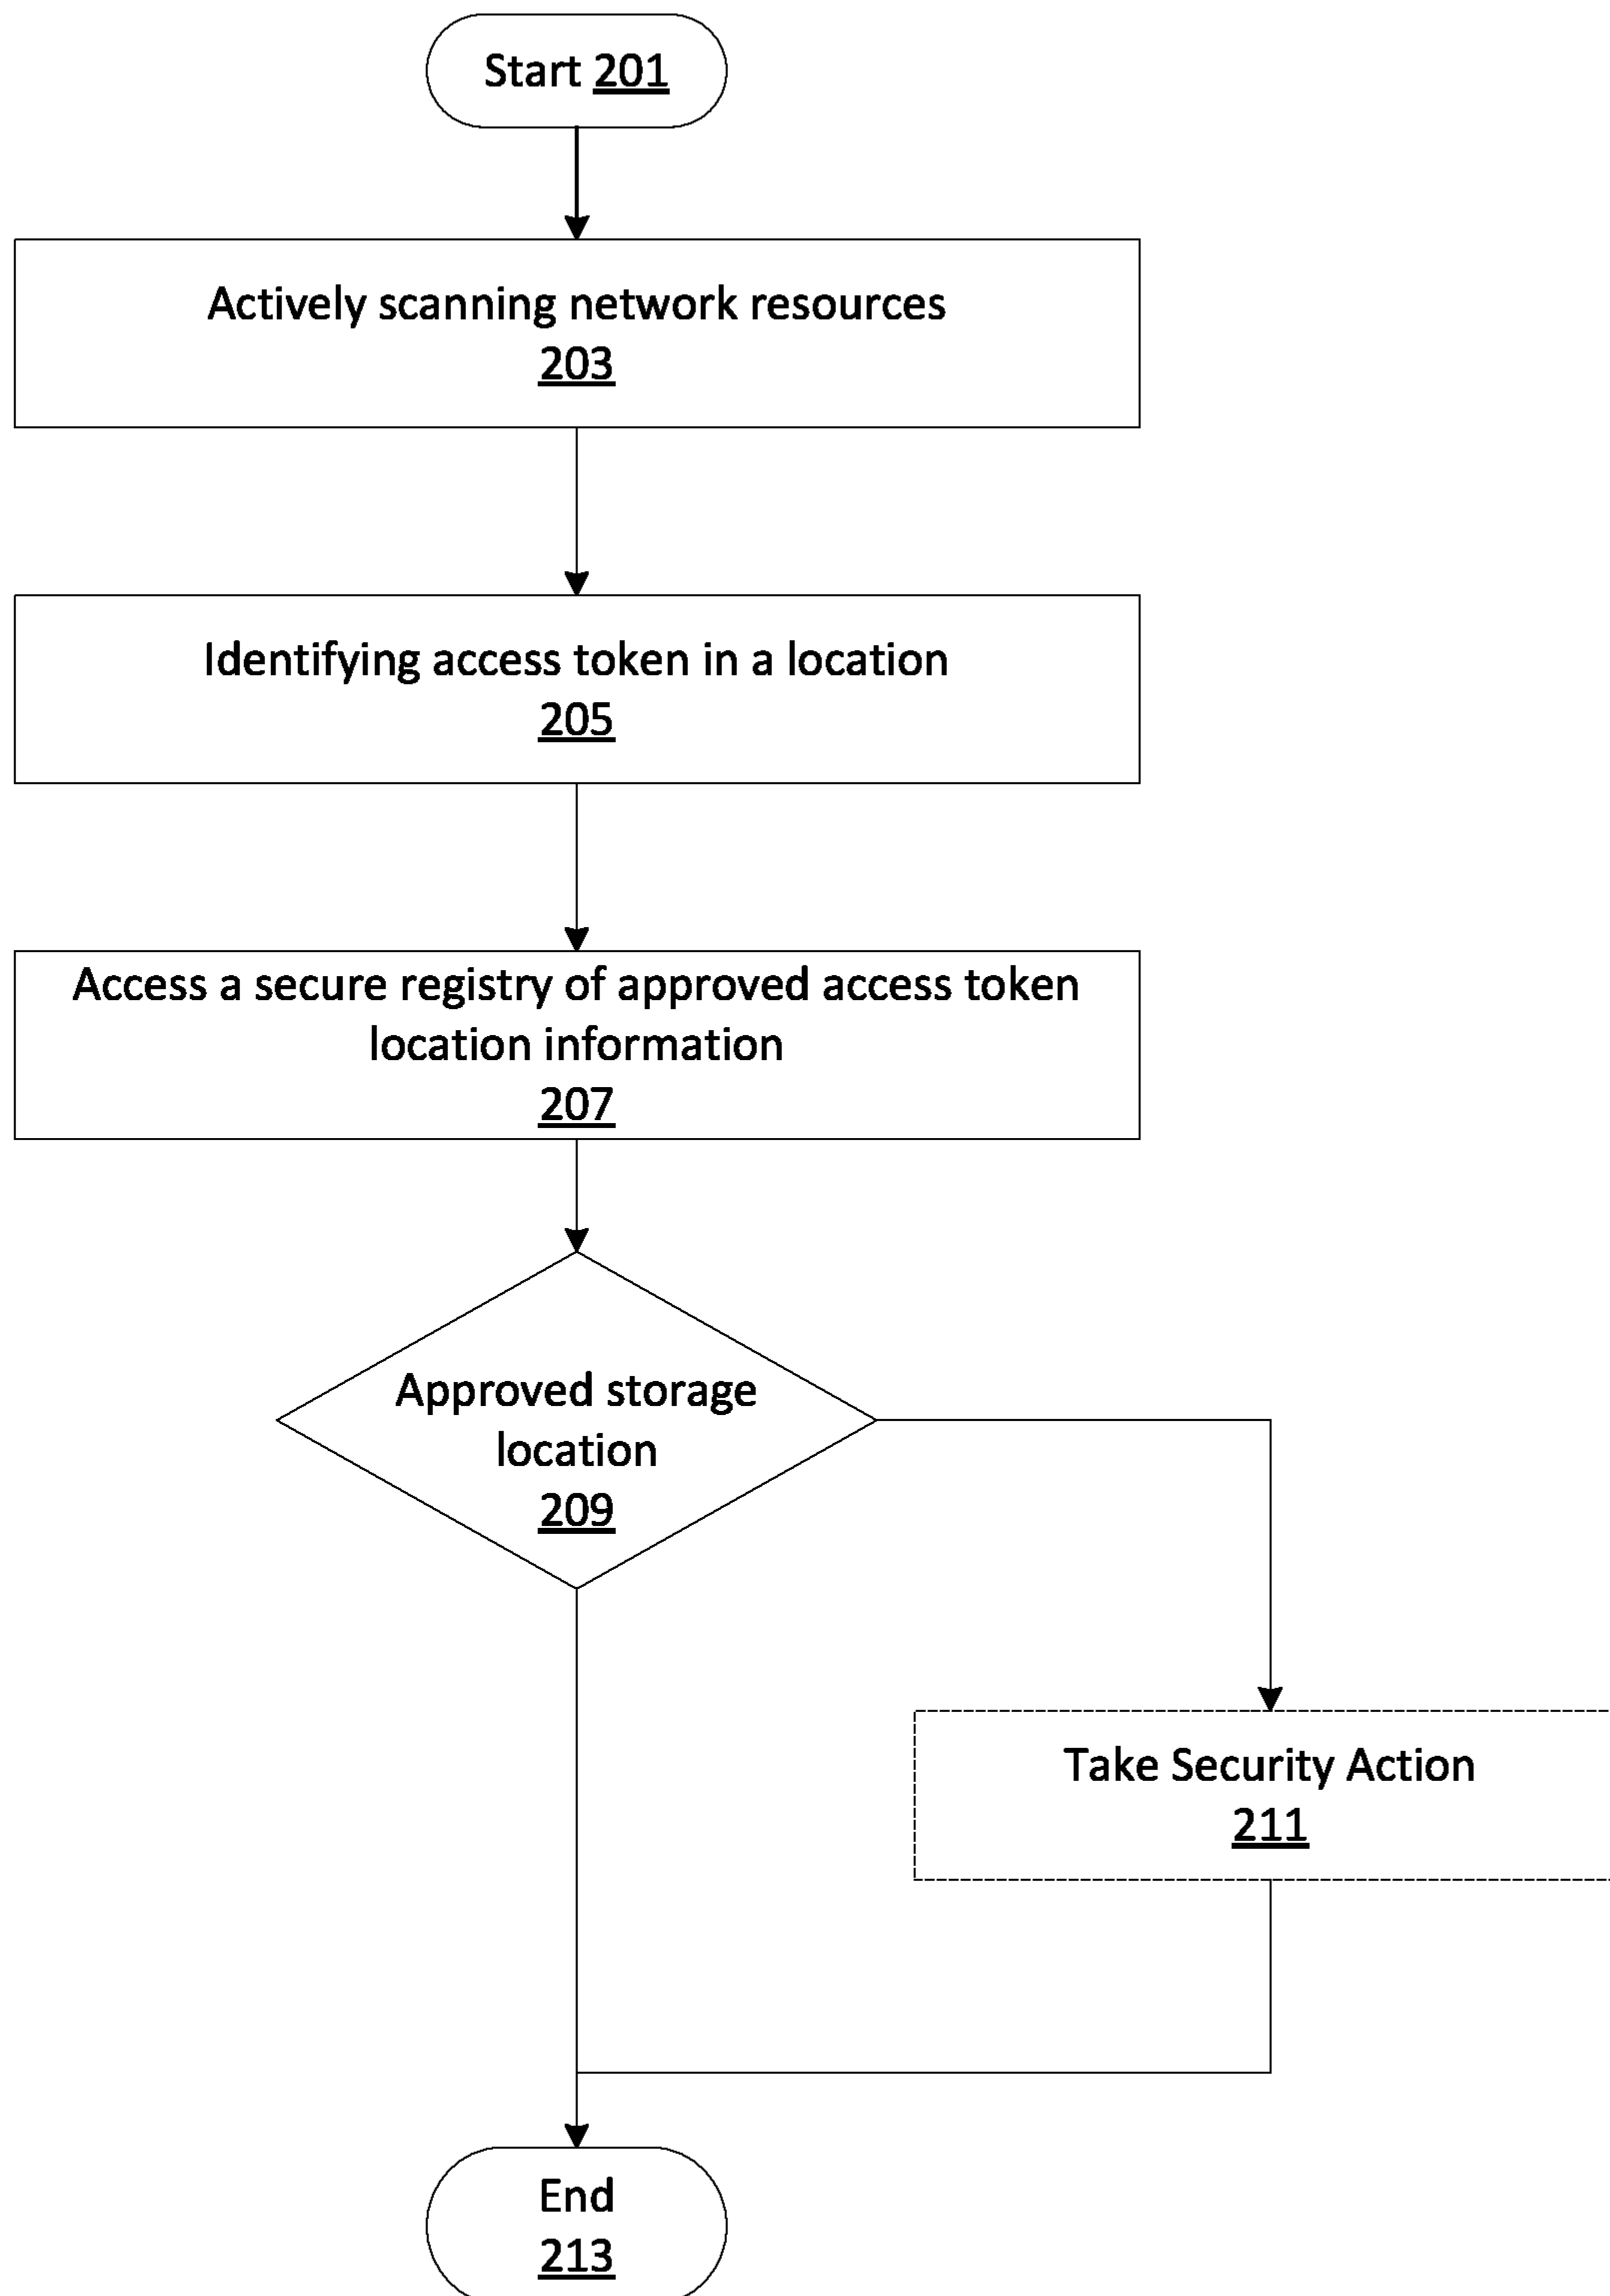 Start 201
Actively scanning network resources
203
Identifying access token in a location
205
Access a secure registry of approved access token
location information
207
Approved storage
location
209
Take Security Action
211
End
213